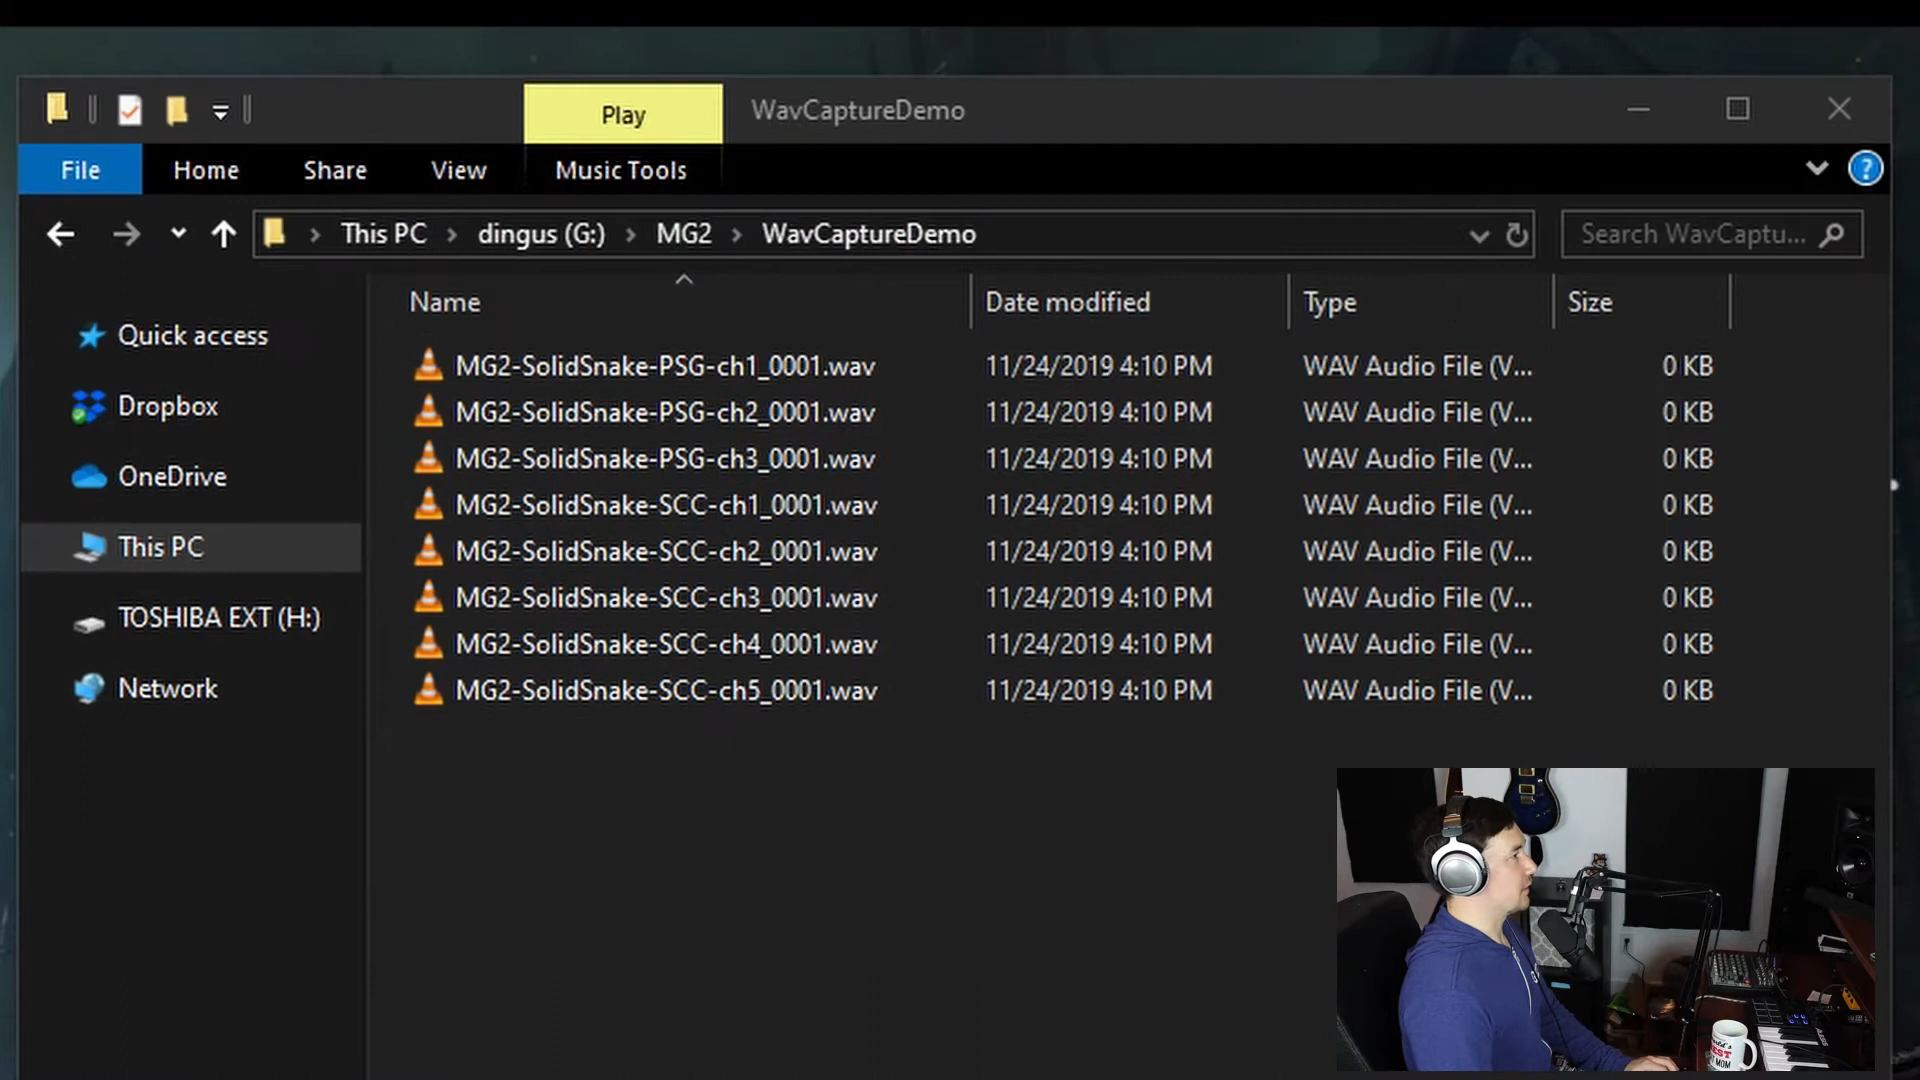 Play
WavCaptureDemo
File
Home
Share
View
Music Tools
This PC
dingus (G:)
MG2
WavCaptureDemo
Search WavCaptu...
Name
Date modified
Type
Size
Quick access
Dropbox
OneDrive
This PC
TOSHIBA EXT (H:)
Network
MG2-SolidSnake-PSG-ch1_0001.wav 11/24/2019 4:10 PM WAV Audio File (V... 0 KB
MG2-SolidSnake-PSG-ch2_0001.wav 11/24/2019 4:10 PM WAV Audio File (V... 0 KB
MG2-SolidSnake-PSG-ch3_0001.wav 11/24/2019 4:10 PM WAV Audio File (V... 0 KB
MG2-SolidSnake-SCC-ch1_0001.wav 11/24/2019 4:10 PM WAV Audio File (V... 0 KB
MG2-SolidSnake-SCC-ch2_0001.wav 11/24/2019 4:10 PM WAV Audio File (V... 0 KB
MG2-SolidSnake-SCC-ch3_0001.wav 11/24/2019 4:10 PM WAV Audio File (V... 0 KB
MG2-SolidSnake-SCC-ch4_0001.wav 11/24/2019 4:10 PM WAV Audio File (V... 0 KB
MG2-SolidSnake-SCC-ch5_0001.wav 11/24/2019 4:10 PM WAV Audio File (V... 0 KB
MOM